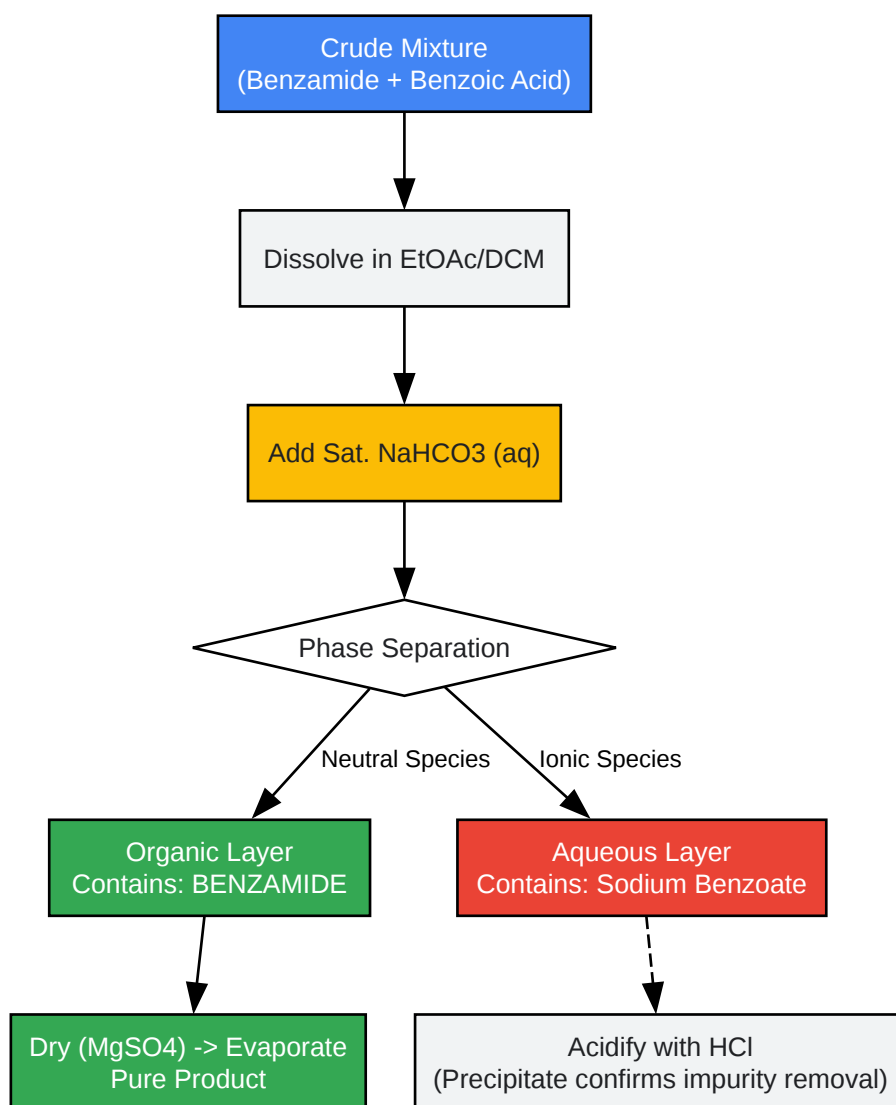 Crude Mixture
(Benzamide + Benzoic Acid)
Dissolve in EtOAc/DCM
Add Sat. NaHCO3 (aq)
Phase Separation
Neutral Species
Ionic Species
Organic Layer
Contains: BENZAMIDE
Aqueous Layer
Contains: Sodium Benzoate
Dry (MgSO4) -> Evaporate
Pure Product
Acidify with HCl
(Precipitate confirms impurity removal)